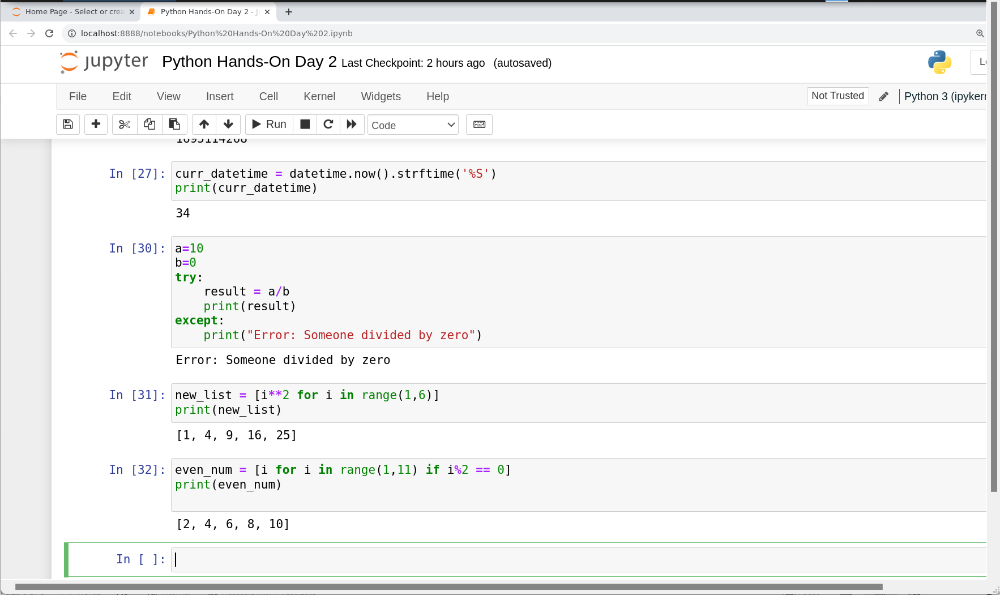 Home Page - Select or crea
Python Hands-On Day 2 - J
localhost:8888/notebooks/Python%20Hands-On%20Day%202.ipynb
jupyter Python Hands-On Day 2 Last Checkpoint: 2 hours ago (autosaved)
File Edit View Insert Cell Kernel Widgets Help Not Trusted Python 3 (ipykern
Run Code
1695114268
In [27]: curr_datetime = datetime.now().strftime('%S')
print(curr_datetime)
34
In [30]: a=10
b=0
try:
    result = a/b
    print(result)
except:
    print("Error: Someone divided by zero")
Error: Someone divided by zero
In [31]: new_list = [i**2 for i in range(1,6)]
print(new_list)
[1, 4, 9, 16, 25]
In [32]: even_num = [i for i in range(1,11) if i%2 == 0]
print(even_num)
[2, 4, 6, 8, 10]
In [ ]: